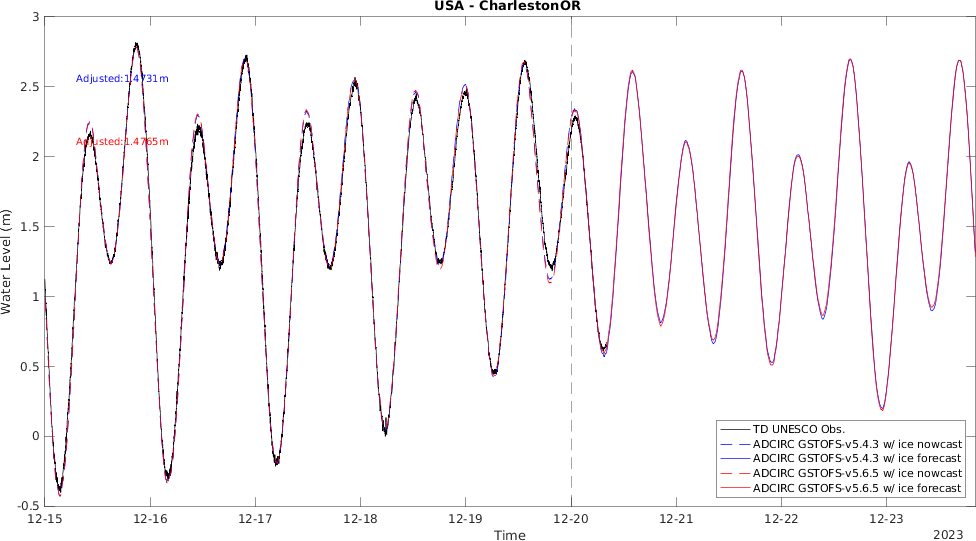 USA - CharlestonOR
3
2.5
2
1.5
1
0.5
0
-0.5
Water Level (m)
Adjusted:1.4731m
Adjusted:1.4765m
TD UNESCO Obs.
ADCIRC GSTOFS-v5.4.3 w/ ice nowcast
ADCIRC GSTOFS-v5.4.3 w/ ice forecast
ADCIRC GSTOFS-v5.6.5 w/ ice nowcast
ADCIRC GSTOFS-v5.6.5 w/ ice forecast
12-15 12-16 12-17 12-18 12-19 12-20 12-21 12-22 12-23
Time
2023